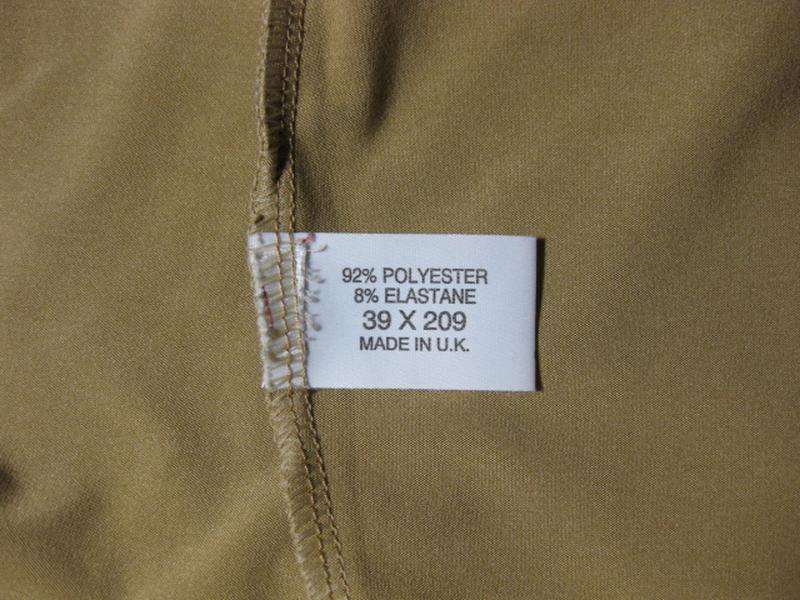 92% POLYESTER
8% ELASTANE
39 X 209
MADE IN U.K.